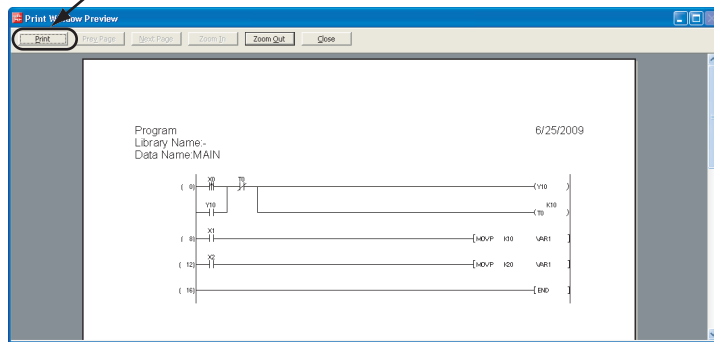 Print Window Preview
Print Prev Page Next Page Zoom In Zoom Out Close
Program 6/25/2009
Library Name:-
Data Name:MAIN
X0 T0
( 0) (Y10 )
Y10 K10
(T0 )
X1
( 8) [ MOVP K10 VAR1 ]
X2
( 12) [ MOVP K20 VAR1 ]
( 16) [ END ]